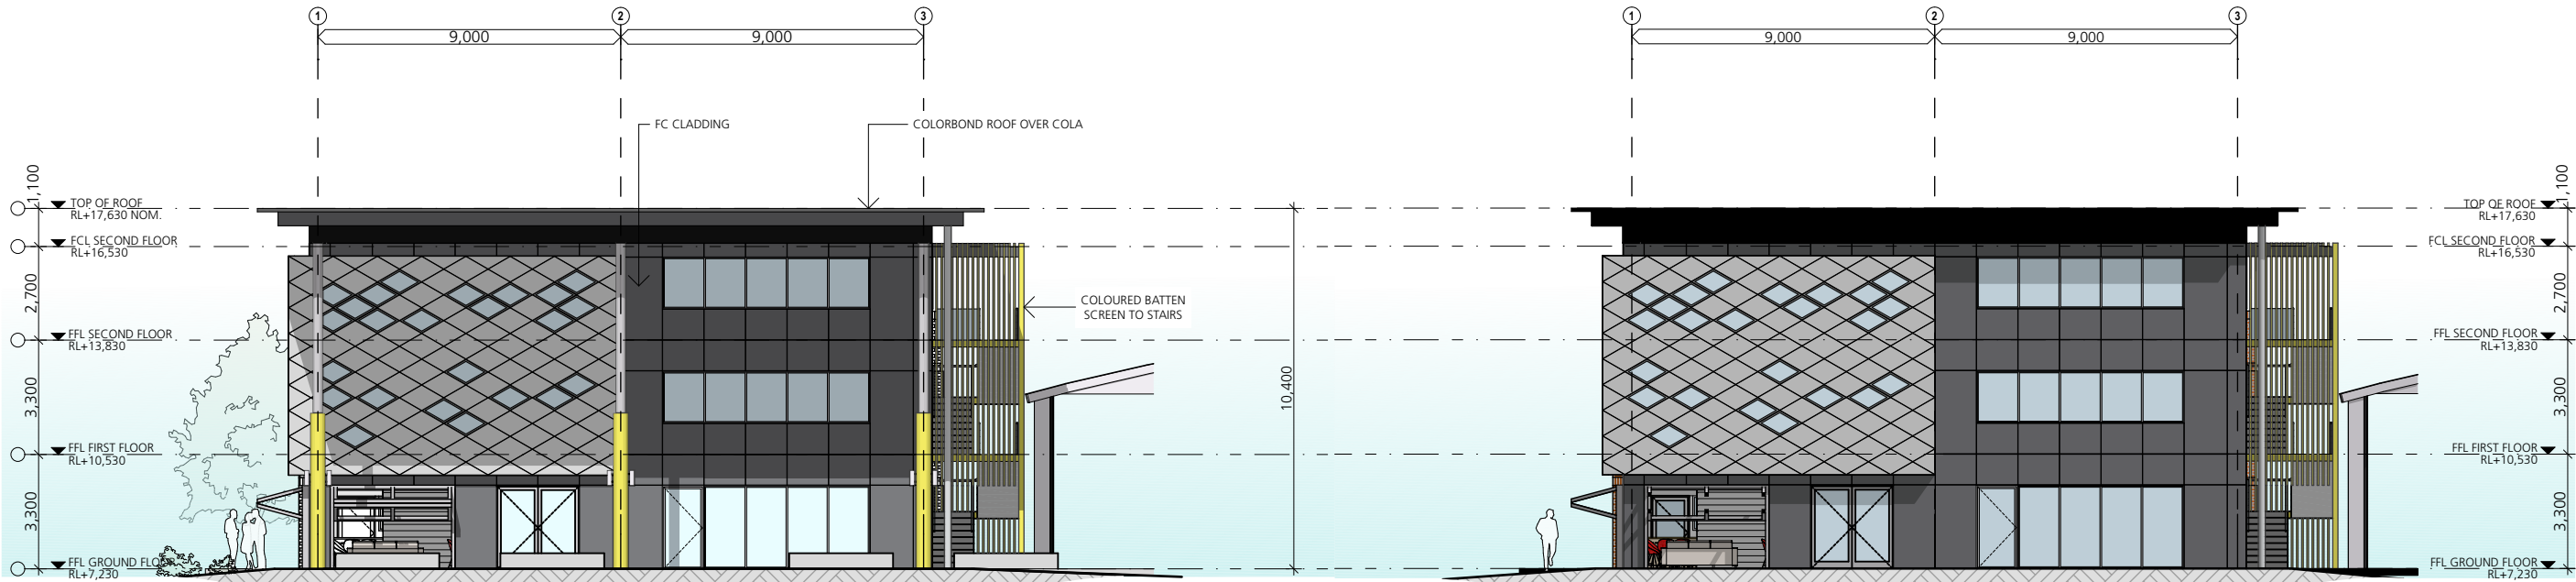 1
2
3
9,000
9,000
FC CLADDING
COLORBOND ROOF OVER COLA
1,100
TOP OF ROOF
RL+17,630 NOM.
FCL SECOND FLOOR
RL+16,530
2,700
COLOURED BATTEN
SCREEN TO STAIRS
FFL SECOND FLOOR
RL+13,830
3,300
10,400
FFL FIRST FLOOR
RL+10,530
3,300
FFL GROUND FLOOR
RL+7,230
1
2
3
9,000
9,000
1,100
TOP OF ROOF
RL+17,630
FCL SECOND FLOOR
RL+16,530
2,700
FFL SECOND FLOOR
RL+13,830
3,300
FFL FIRST FLOOR
RL+10,530
3,300
FFL GROUND FLOOR
RL+7,230